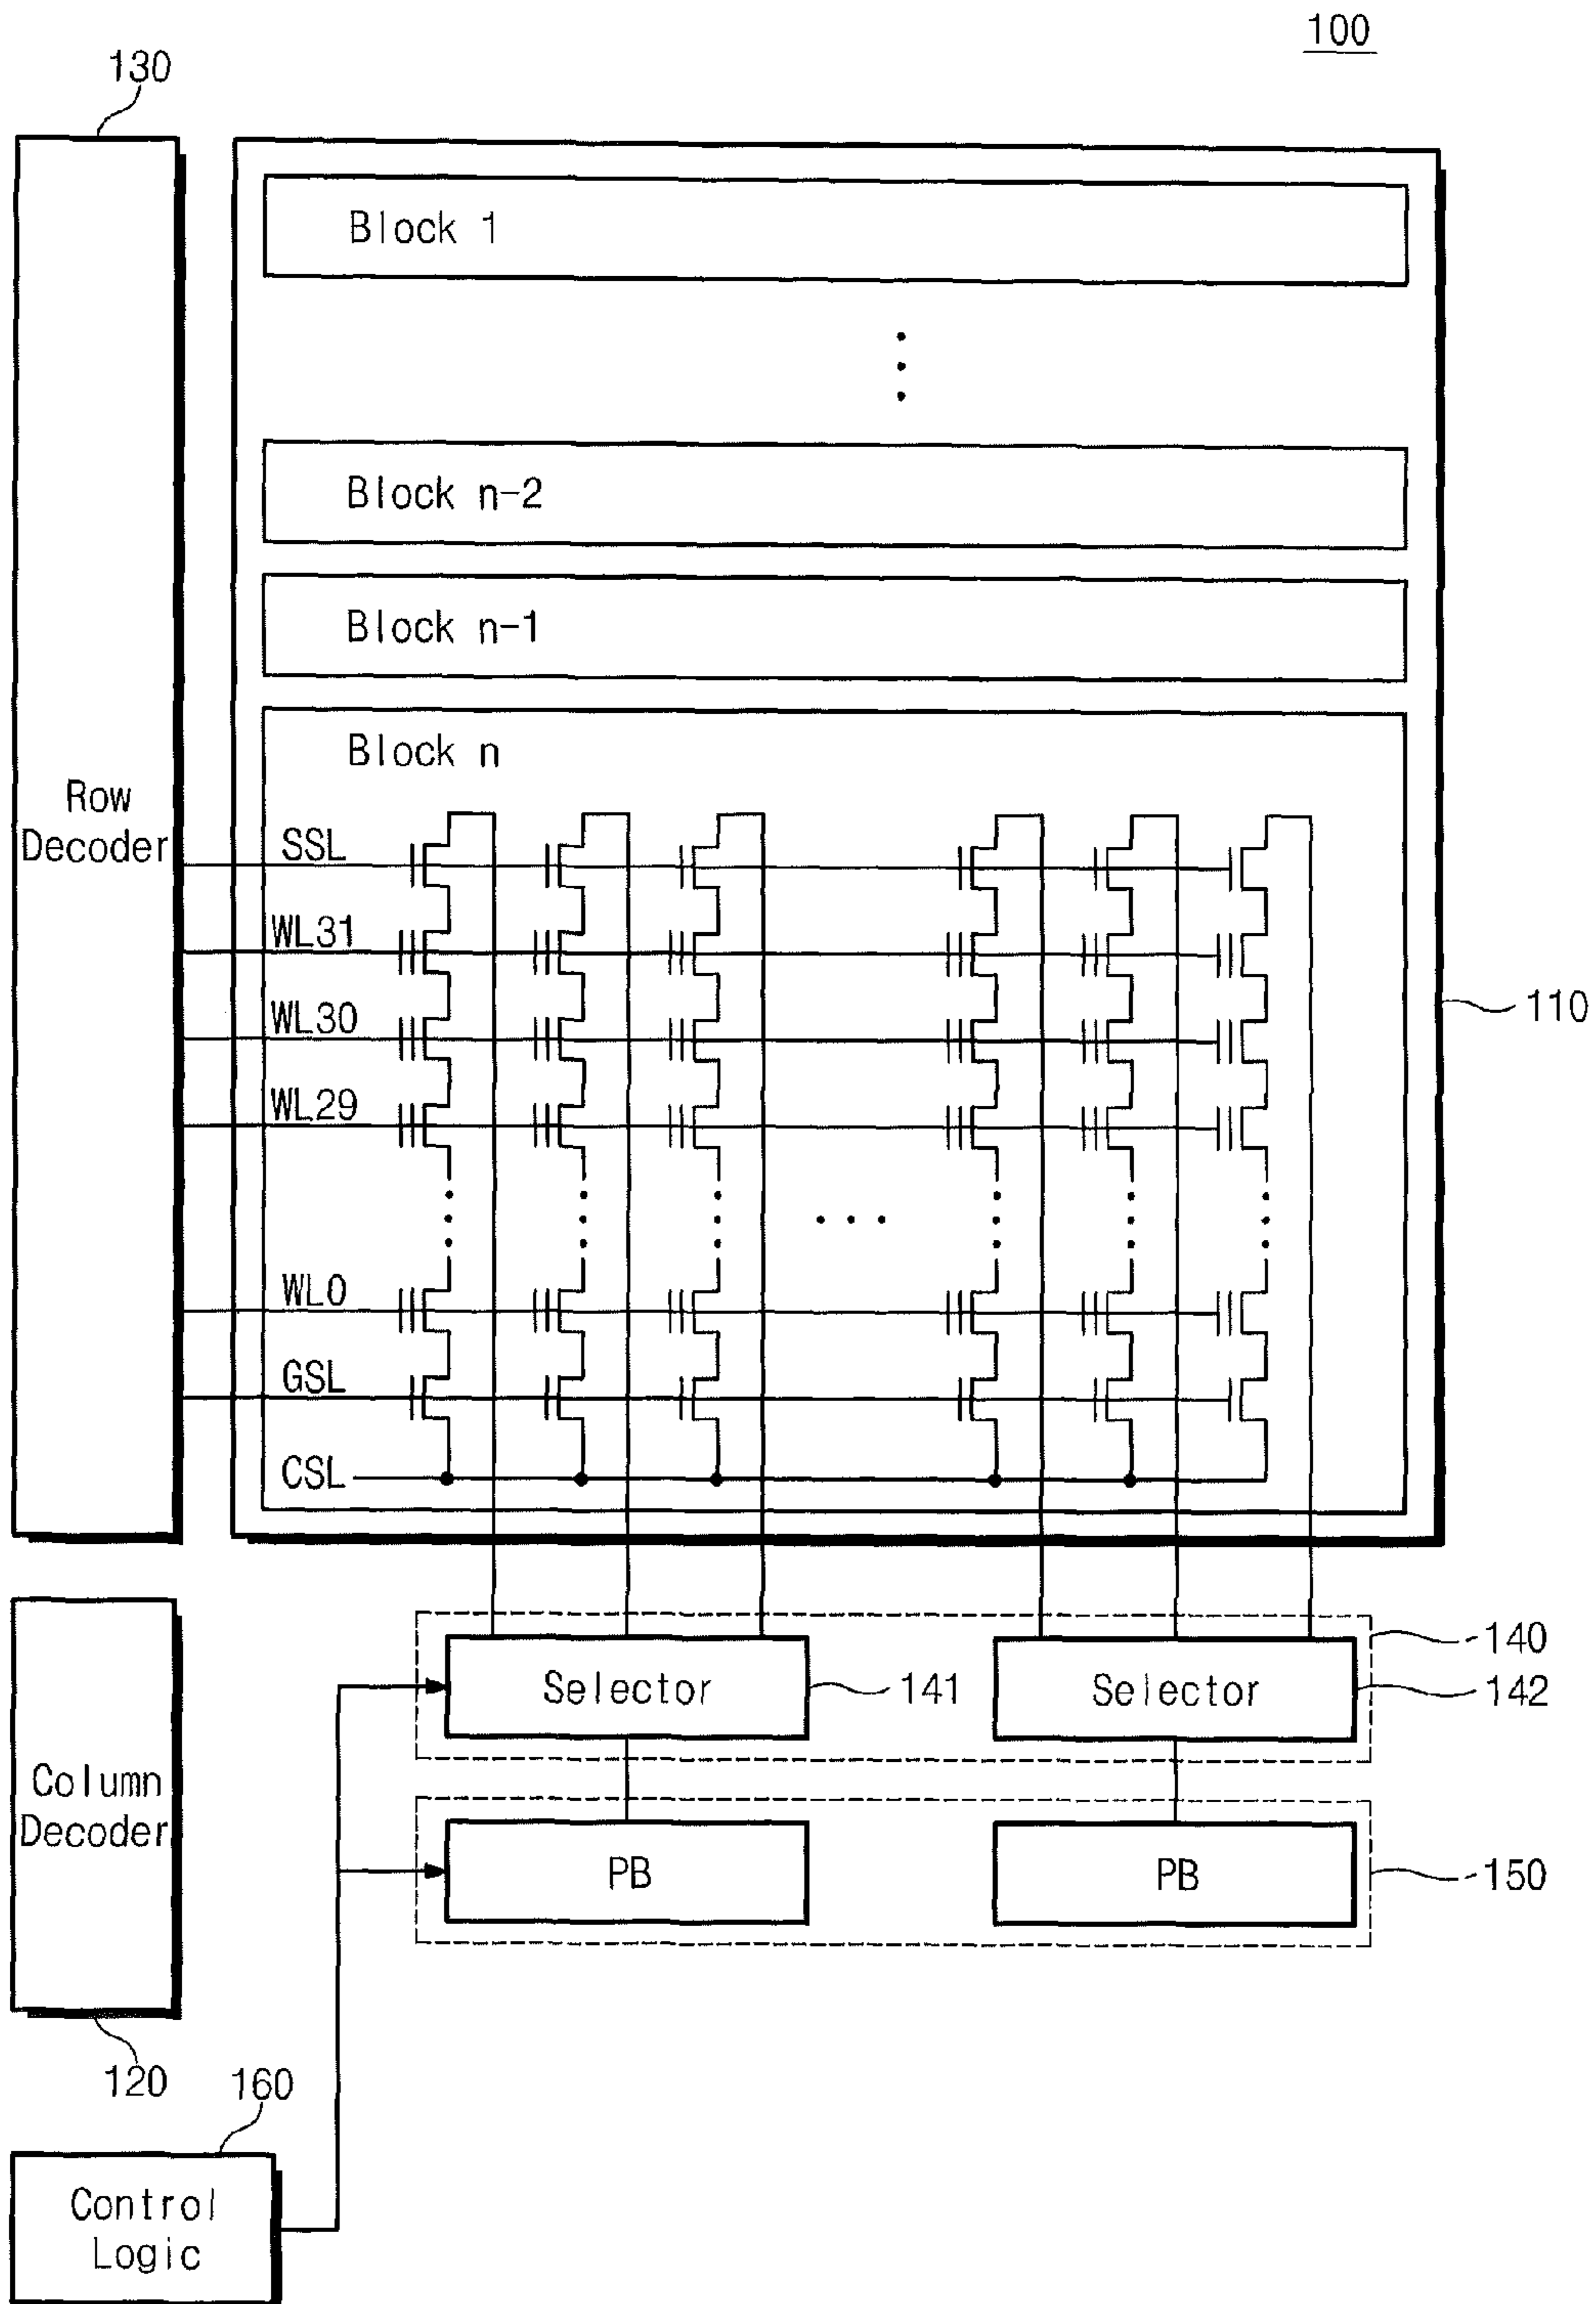 100
130
Block 1
Block n-2
Block n-1
Block n
Row
Decoder
SSL
WL31
WL30
110
WL29
WL0
GSL
CSL
140
Selector
141
Selector
142
Column
Decoder
PB
PB
150
120
160
Control
Logic